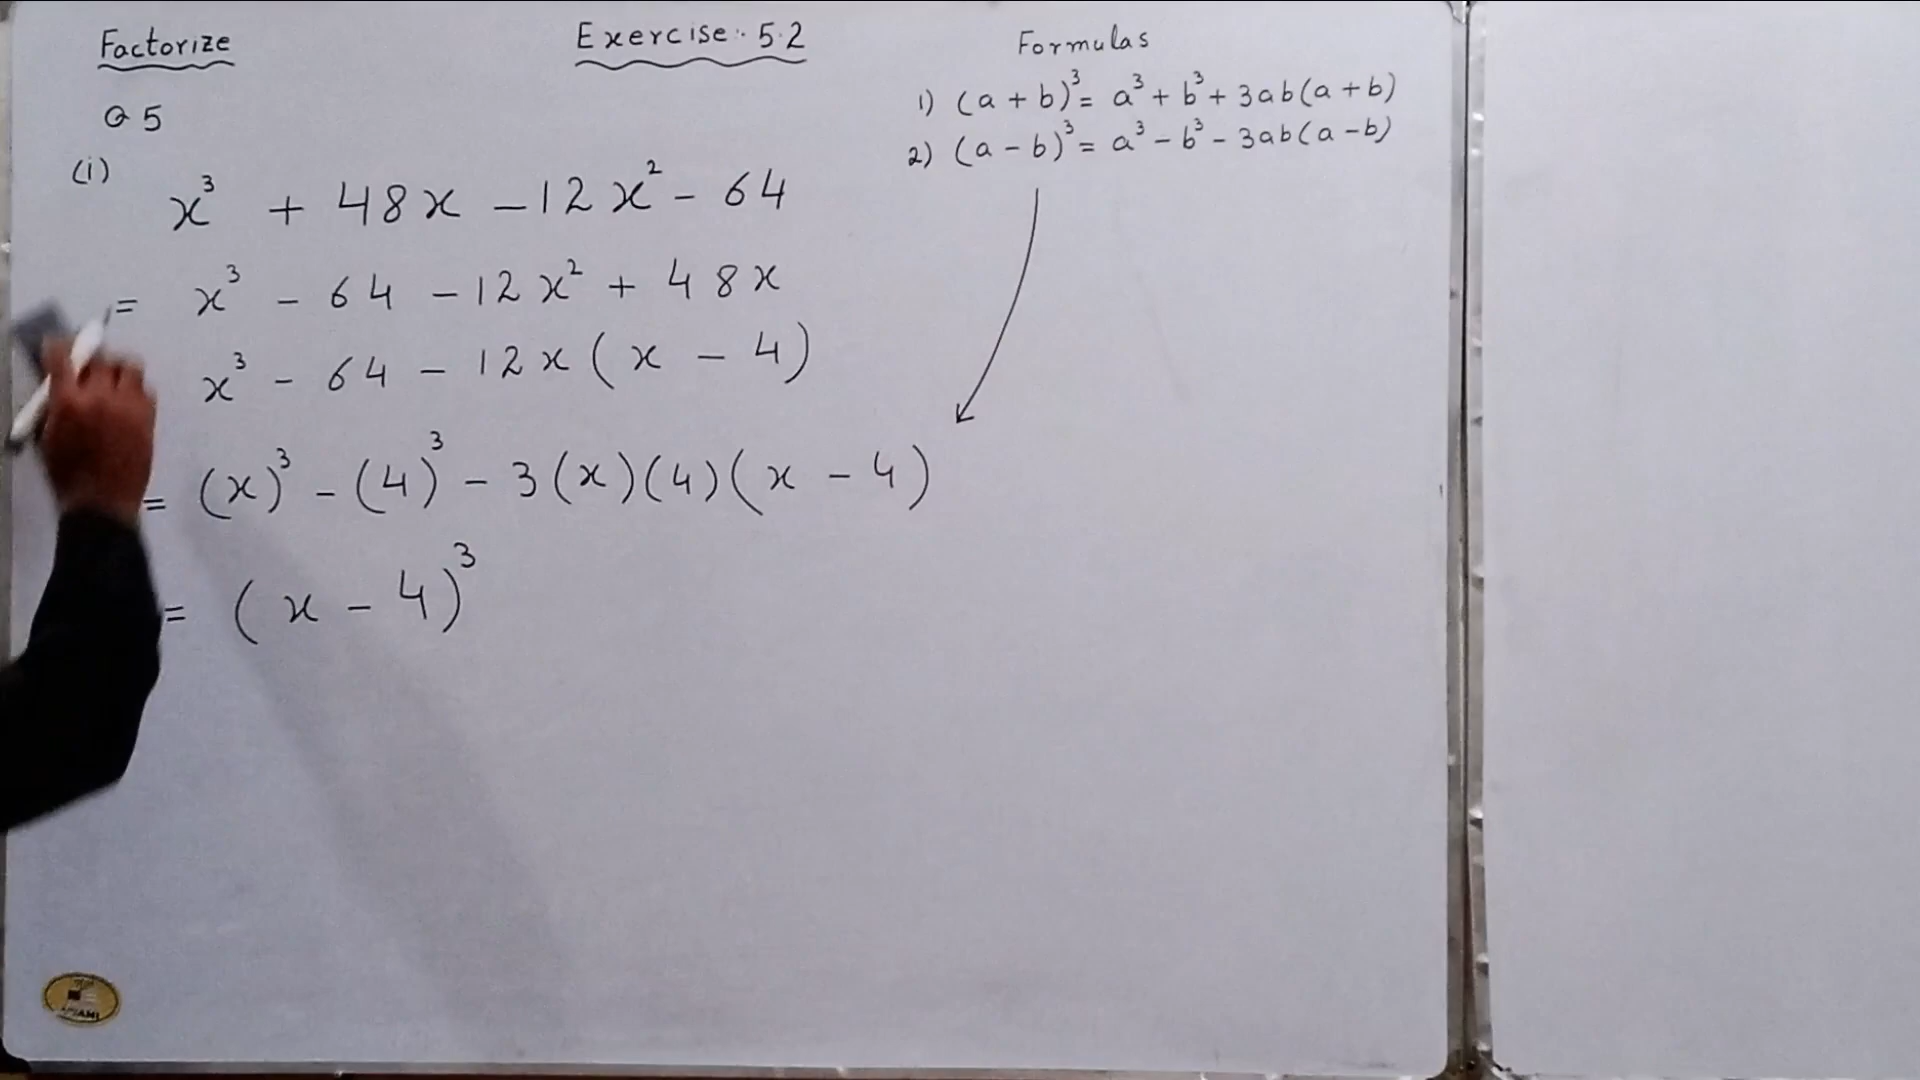 Factorize
Exercise: 5.2
Formulas
1) (a + b)³ = a³ + b³ + 3ab(a + b)
2) (a - b)³ = a³ - b³ - 3ab(a - b)
Q 5
(i)
x³ + 48x - 12x² - 64
= x³ - 64 - 12x² + 48x
x³ - 64 - 12x(x - 4)
= (x)³ - (4)³ - 3(x)(4)(x - 4)
= (x - 4)³